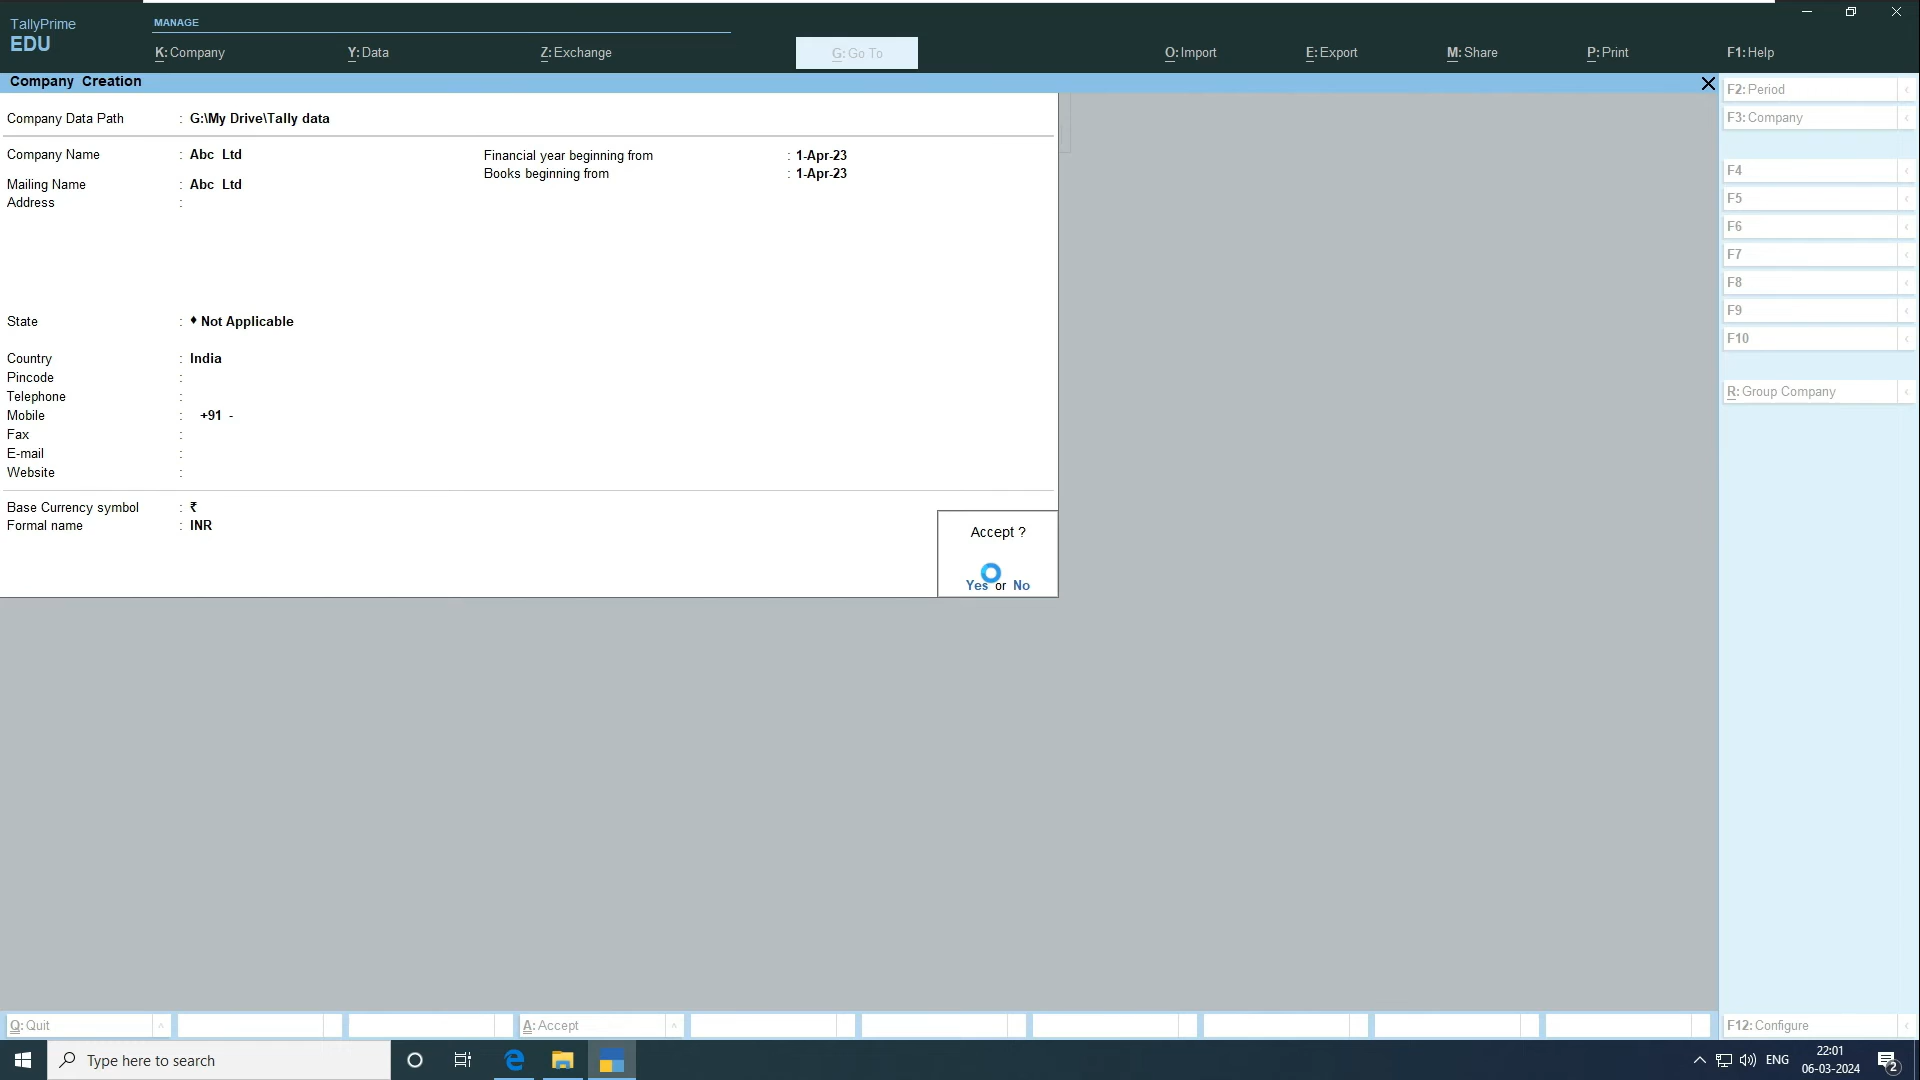 TallyPrime
EDU
MANAGE
K: Company
Y: Data
Z: Exchange
G: Go To
O: Import
E: Export
M: Share
P: Print
F1: Help
Company Creation
F2: Period
F3: Company
F4
F5
F6
F7
F8
F9
F10
R: Group Company
Company Data Path : G:\My Drive\Tally data
Company Name : Abc Ltd
Financial year beginning from : 1-Apr-23
Books beginning from : 1-Apr-23
Mailing Name : Abc Ltd
Address :
State : ♦ Not Applicable
Country : India
Pincode :
Telephone :
Mobile : +91 -
Fax :
E-mail :
Website :
Base Currency symbol : ₹
Formal name : INR
Accept ?
Yes or No
Q: Quit
A: Accept
F12: Configure
Type here to search
ENG
22:01
06-03-2024
2